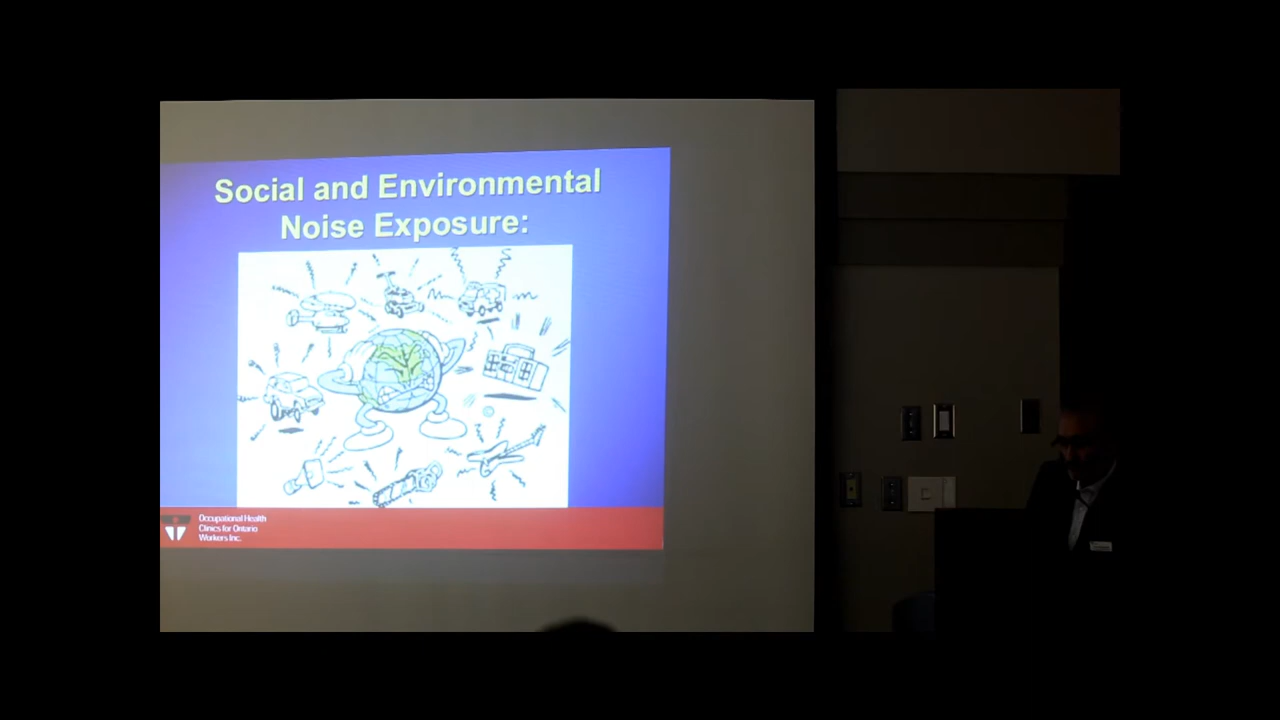 Social and Environmental
Noise Exposure:
Occupational Health
Clinics for Ontario
Workers Inc.